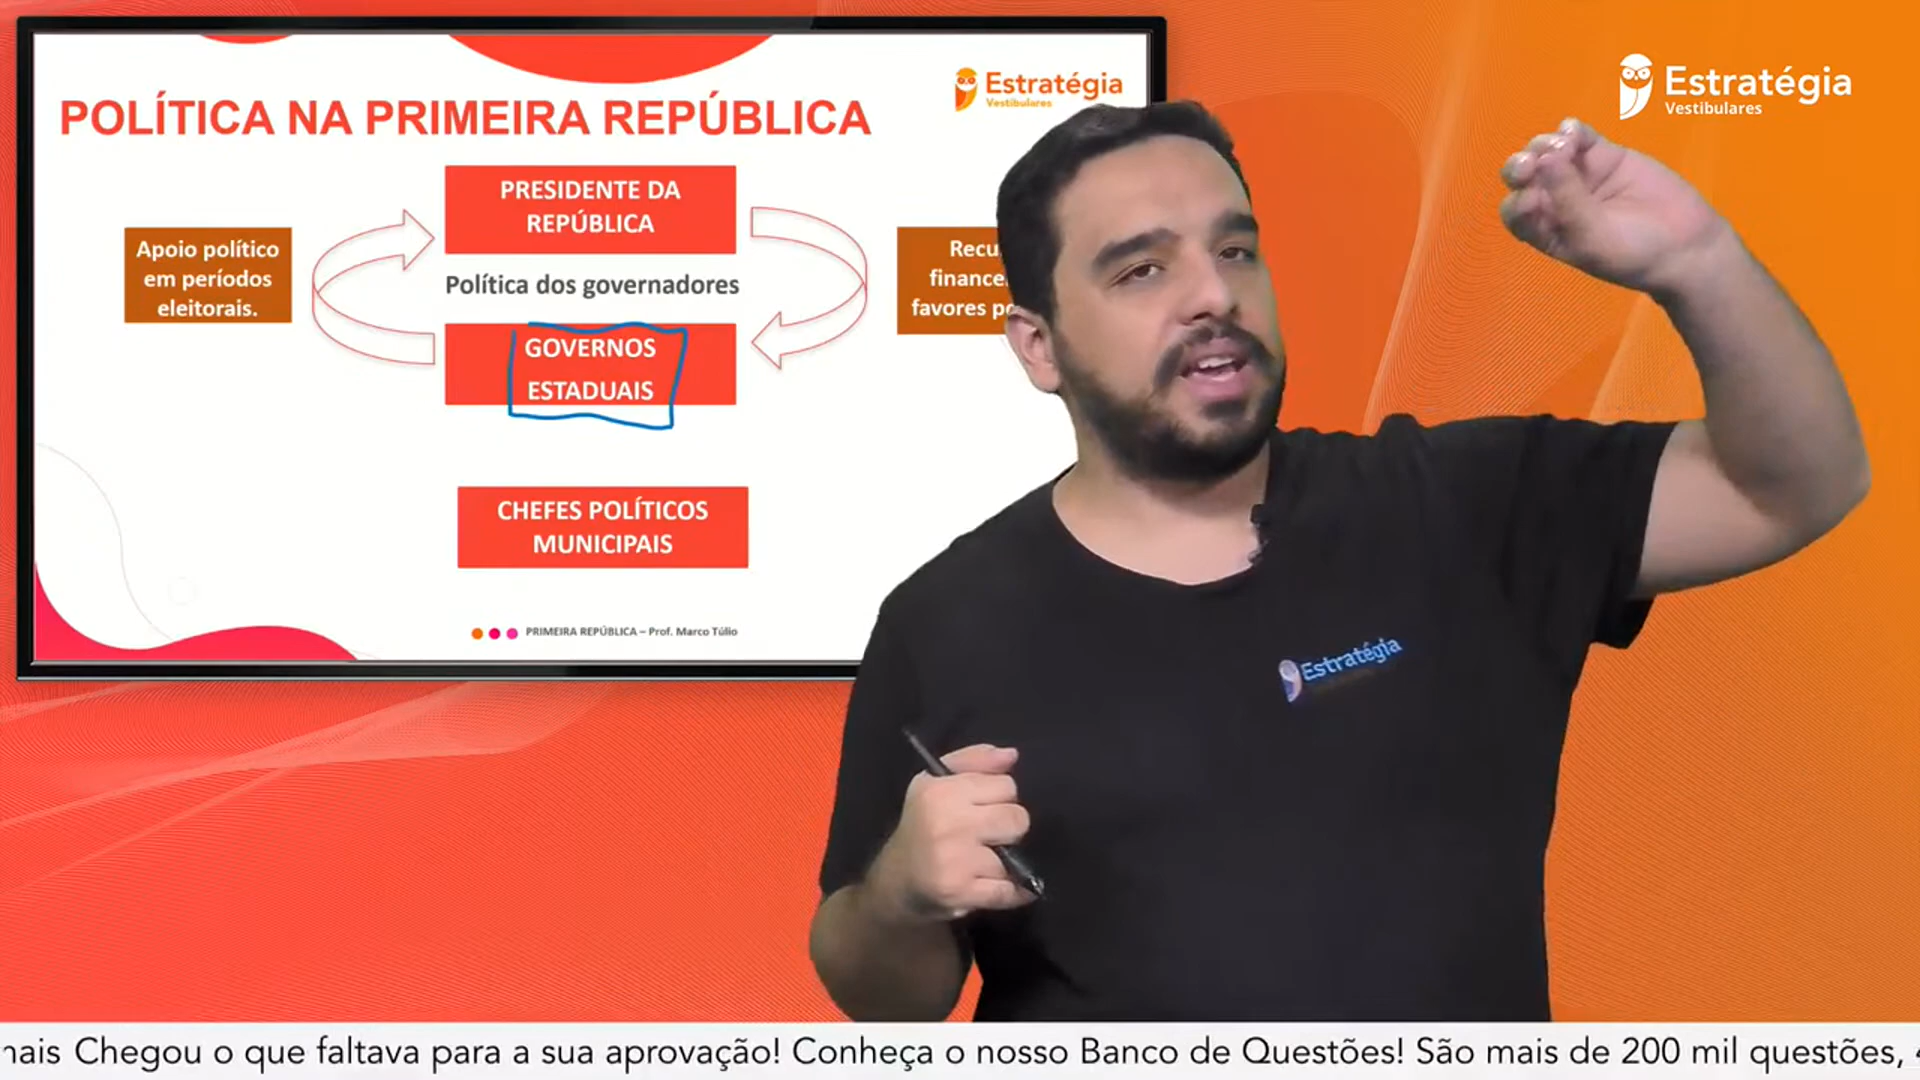 Estratégia
Vestibulares
POLÍTICA NA PRIMEIRA REPÚBLICA
PRESIDENTE DA
REPÚBLICA
Apoio político
em períodos
eleitorais.
favores
Política dos governadores
GOVERNOS
ESTADUAIS
CHEFES POLÍTICOS
MUNICIPAIS
PRIMEIRA REPÚBLICA – Prof. Marco Túlio
Estratégia
Vestibulares
Estratégia
Chegou o que faltava para a sua aprovação! Conheça o nosso Banco de Questões! São mais de 200 mil questões,